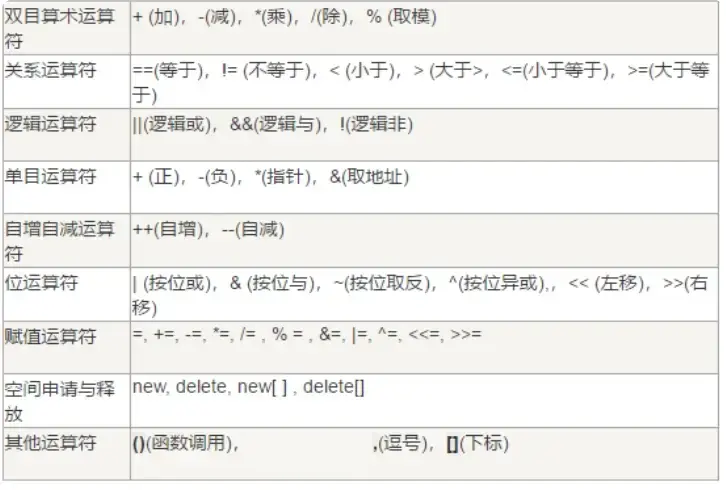 双目算术运算符 + (加)，-(减)，*(乘)，/(除)，% (取模)
关系运算符 ==(等于)，!= (不等于)，< (小于)，> (大于>，<=(小于等于)，>=(大于等于)
逻辑运算符 ||(逻辑或)，&&(逻辑与)，!(逻辑非)
单目运算符 + (正)，-(负)，*(指针)，&(取地址)
自增自减运算符 ++(自增)，--(自减)
位运算符 | (按位或)，& (按位与)，~(按位取反)，^(按位异或),，<< (左移)，>>(右移)
赋值运算符 =, +=, -=, *=, /= , % = , &=, |=, ^=, <<=, >>=
空间申请与释放 new, delete, new[ ] , delete[]
其他运算符 ()(函数调用)， ,(逗号)，[](下标)